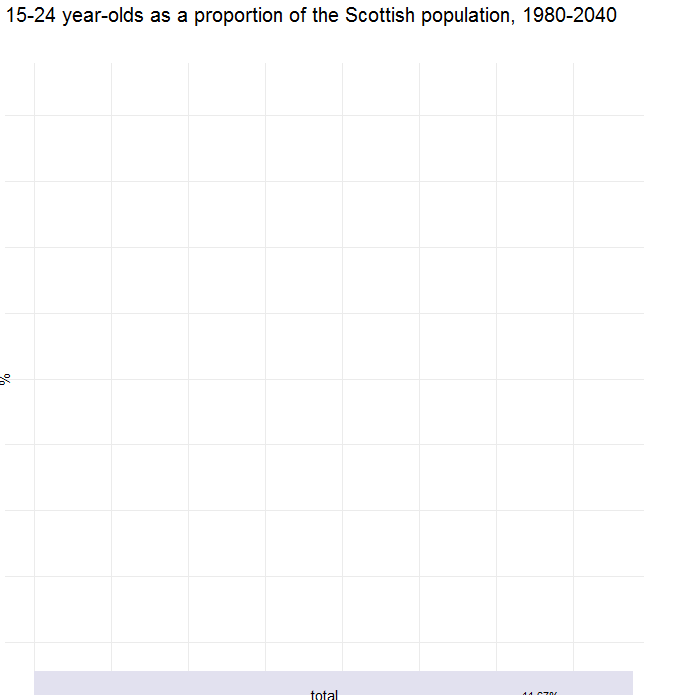 15-24 year-olds as a proportion of the Scottish population, 1980-2040
%
total